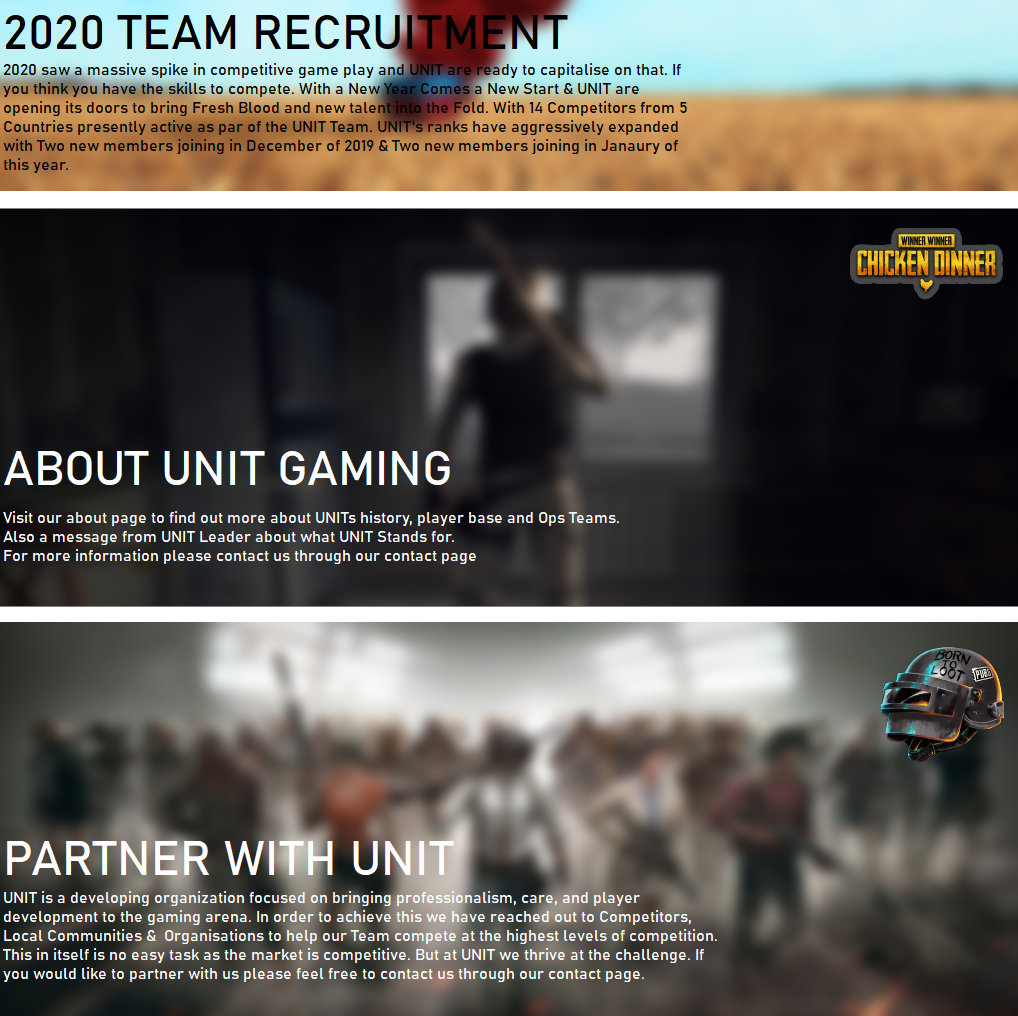 2020 TEAM RECRUITMENT
2020 saw a massive spike in competitive game play and UNIT are ready to capitalise on that. If
you think you have the skills to compete. With a New Year Comes a New Start & UNIT are
opening its doors to bring Fresh Blood and new talent into the Fold. With 14 Competitors from 5
Countries presently active as par of the UNIT Team. UNIT's ranks have aggressively expanded
with Two new members joining in December of 2019 & Two new members joining in Janaury of
this year.
WINNER WINNER
CHICKEN DINNER
ABOUT UNIT GAMING
Visit our about page to find out more about UNITs history, player base and Ops Teams.
Also a message from UNIT Leader about what UNIT Stands for.
For more information please contact us through our contact page
BORN
TO
LOOT
PUBG
PARTNER WITH UNIT
UNIT is a developing organization focused on bringing professionalism, care, and player
development to the gaming arena. In order to achieve this we have reached out to Competitors,
Local Communities &  Organisations to help our Team compete at the highest levels of competition.
This in itself is no easy task as the market is competitive. But at UNIT we thrive at the challenge. If
you would like to partner with us please feel free to contact us through our contact page.